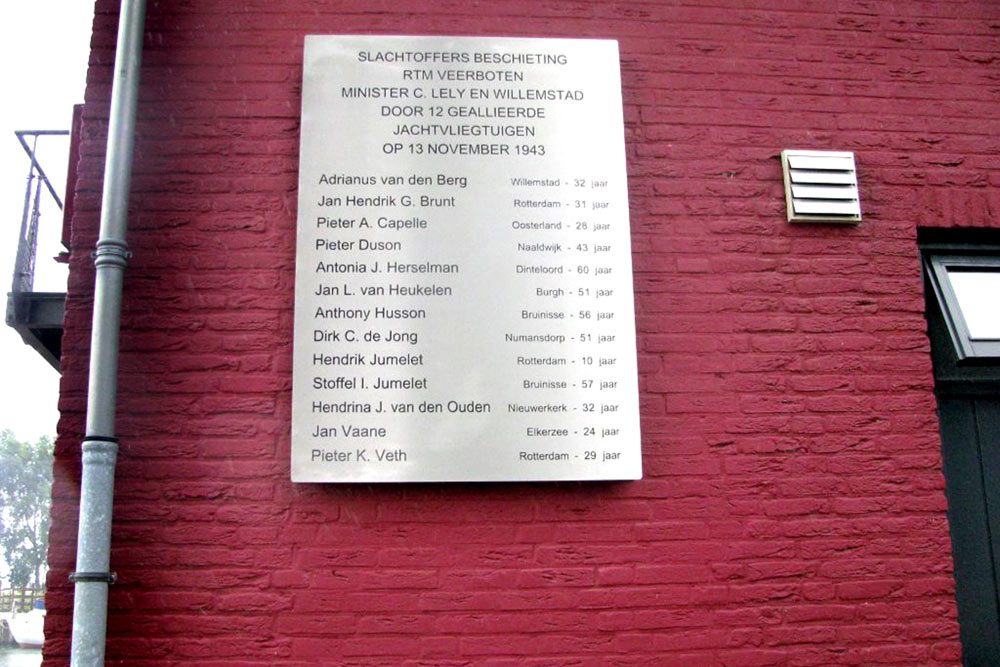 SLACHTOFFERS BESCHIETING
RTM VEERBOTEN
MINISTER C. LELY EN WILLEMSTAD
DOOR 12 GEALLIEERDE
JACHTVLIEGTUIGEN
OP 13 NOVEMBER 1943
Adrianus van den Berg Willemstad - 32 jaar
Jan Hendrik G. Brunt Rotterdam - 31 jaar
Pieter A. Capelle Oosterland - 28 jaar
Pieter Duson Naaldwijk - 43 jaar
Antonia J. Herselman Dinteloord - 60 jaar
Jan L. van Heukelen Burgh - 51 jaar
Anthony Husson Bruinisse - 56 jaar
Dirk C. de Jong Numansdorp - 51 jaar
Hendrik Jumelet Rotterdam - 10 jaar
Stoffel I. Jumelet Bruinisse - 57 jaar
Hendrina J. van den Ouden Nieuwerkerk - 32 jaar
Jan Vaane Elkerzee - 24 jaar
Pieter K. Veth Rotterdam - 29 jaar